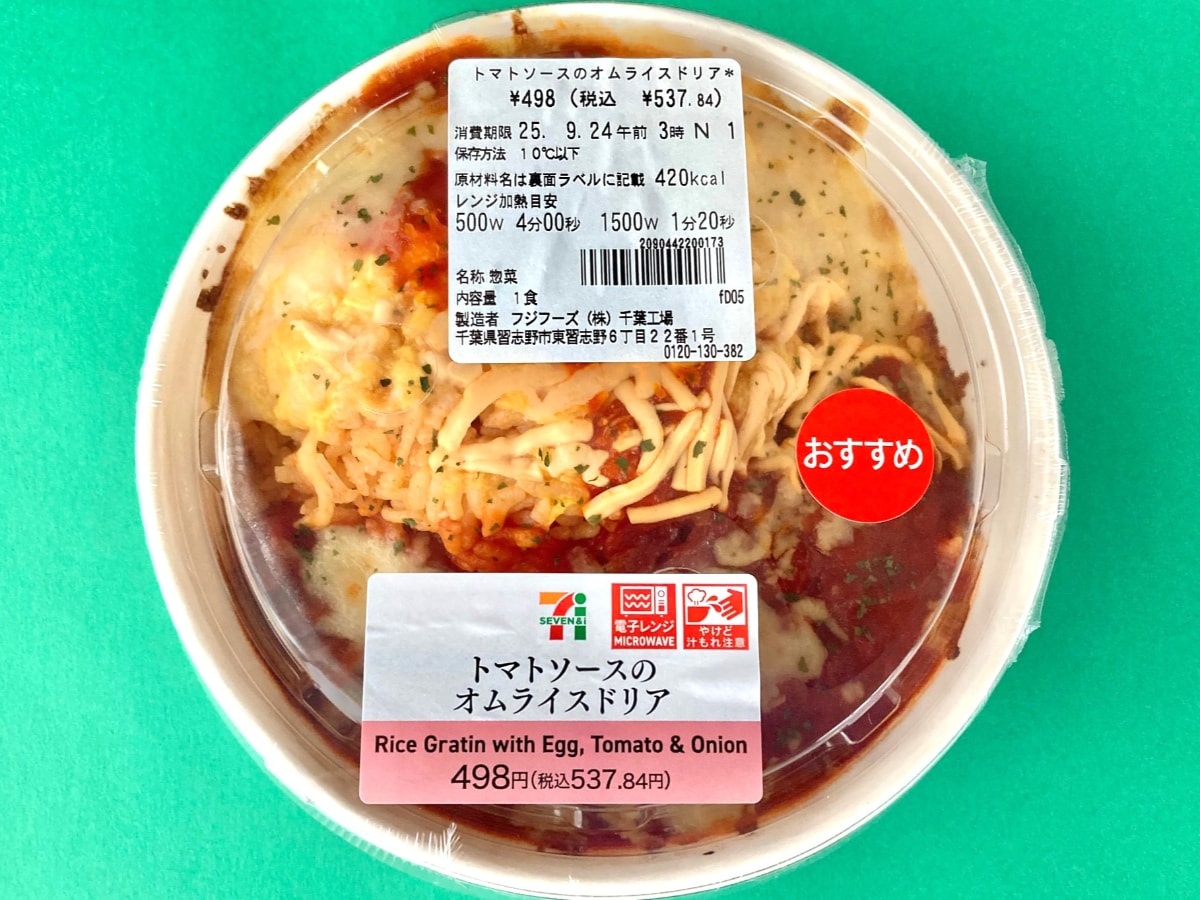 トマトソースのオムライスドリア*
¥498 (税込 ¥537.84)
消費期限 25. 9.24午前 3時 N 1
保存方法 10℃以下
原材料名は裏面ラベルに記載 420kcal
レンジ加熱目安
500W 4分00秒 1500W 1分20秒
2080442200173
名称 惣菜
内容量 1食 fD05
製造者 フジフーズ(株)千葉工場
千葉県習志野市東習志野6丁目22番1号
0120-130-382
おすすめ
7i
SEVEN&i
電子レンジ
MICROWAVE
やけど
汁もれ注意
トマトソースの
オムライスドリア
Rice Gratin with Egg, Tomato & Onion
498円(税込537.84円)